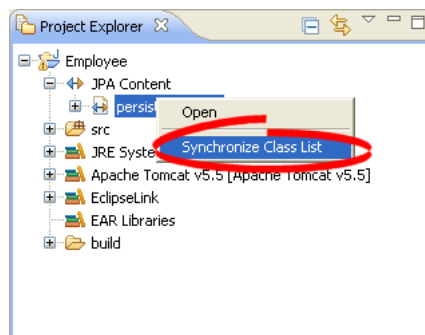 Project Explorer
Employee
JPA Content
persis
Open
Synchronize Class List
src
JRE Syste
Apache Tomcat v5.5 [Apache Tomcat v5.5]
EclipseLink
EAR Libraries
build